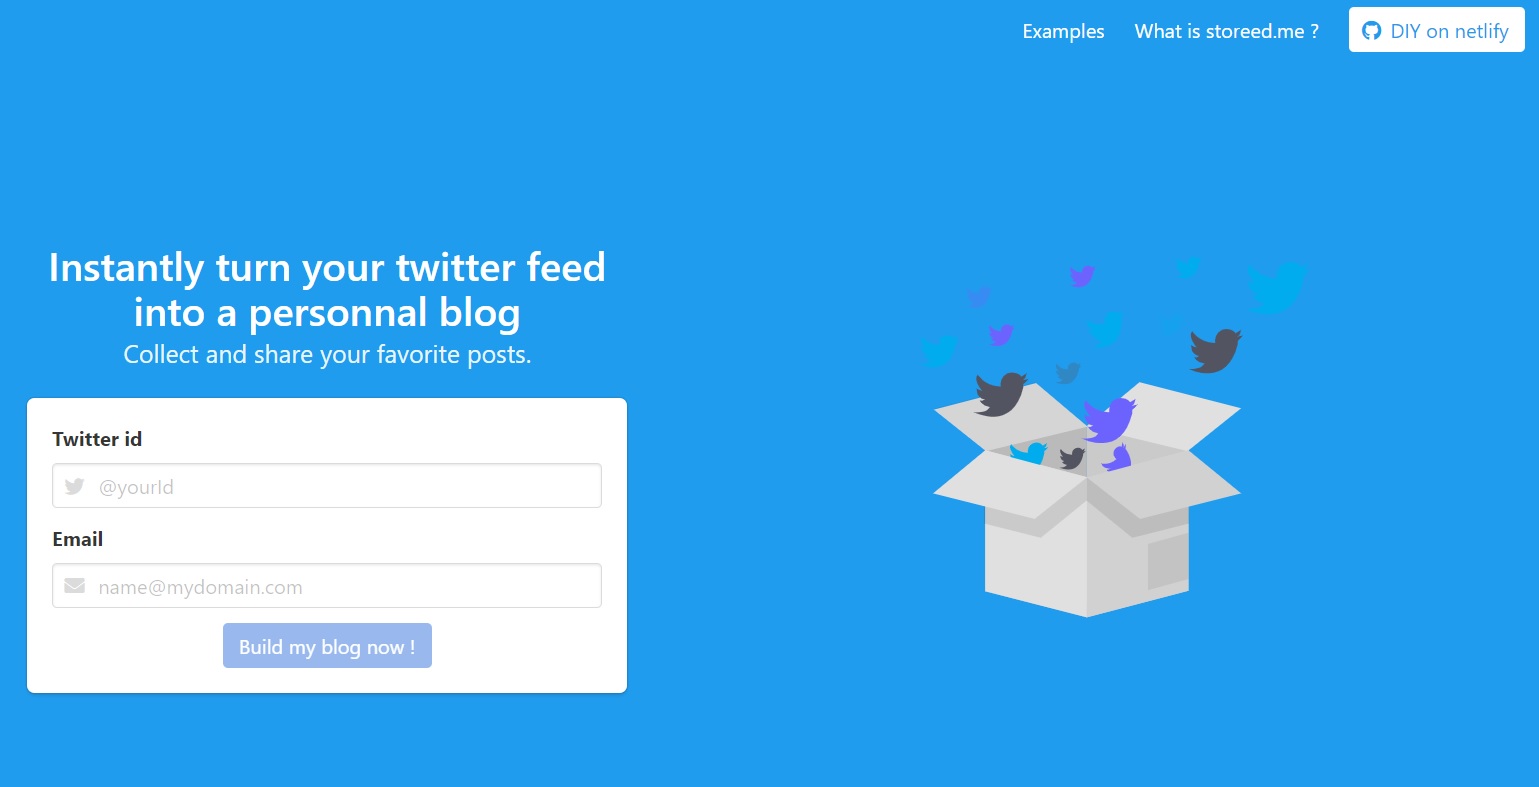 Examples
What is storeed.me ?
DIY on netlify
Instantly turn your twitter feed
into a personnal blog
Collect and share your favorite posts.
Twitter id
@yourId
Email
name@mydomain.com
Build my blog now !